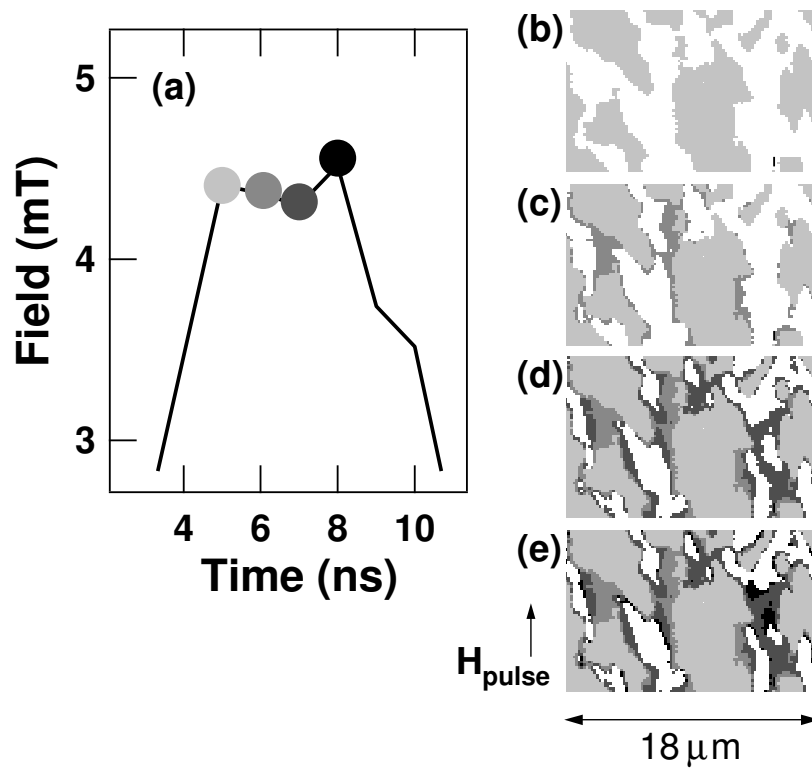 (a)
5
4
3
Field (mT)
4 6 8 10
Time (ns)
(b)
(c)
(d)
(e)
H pulse
18 μm